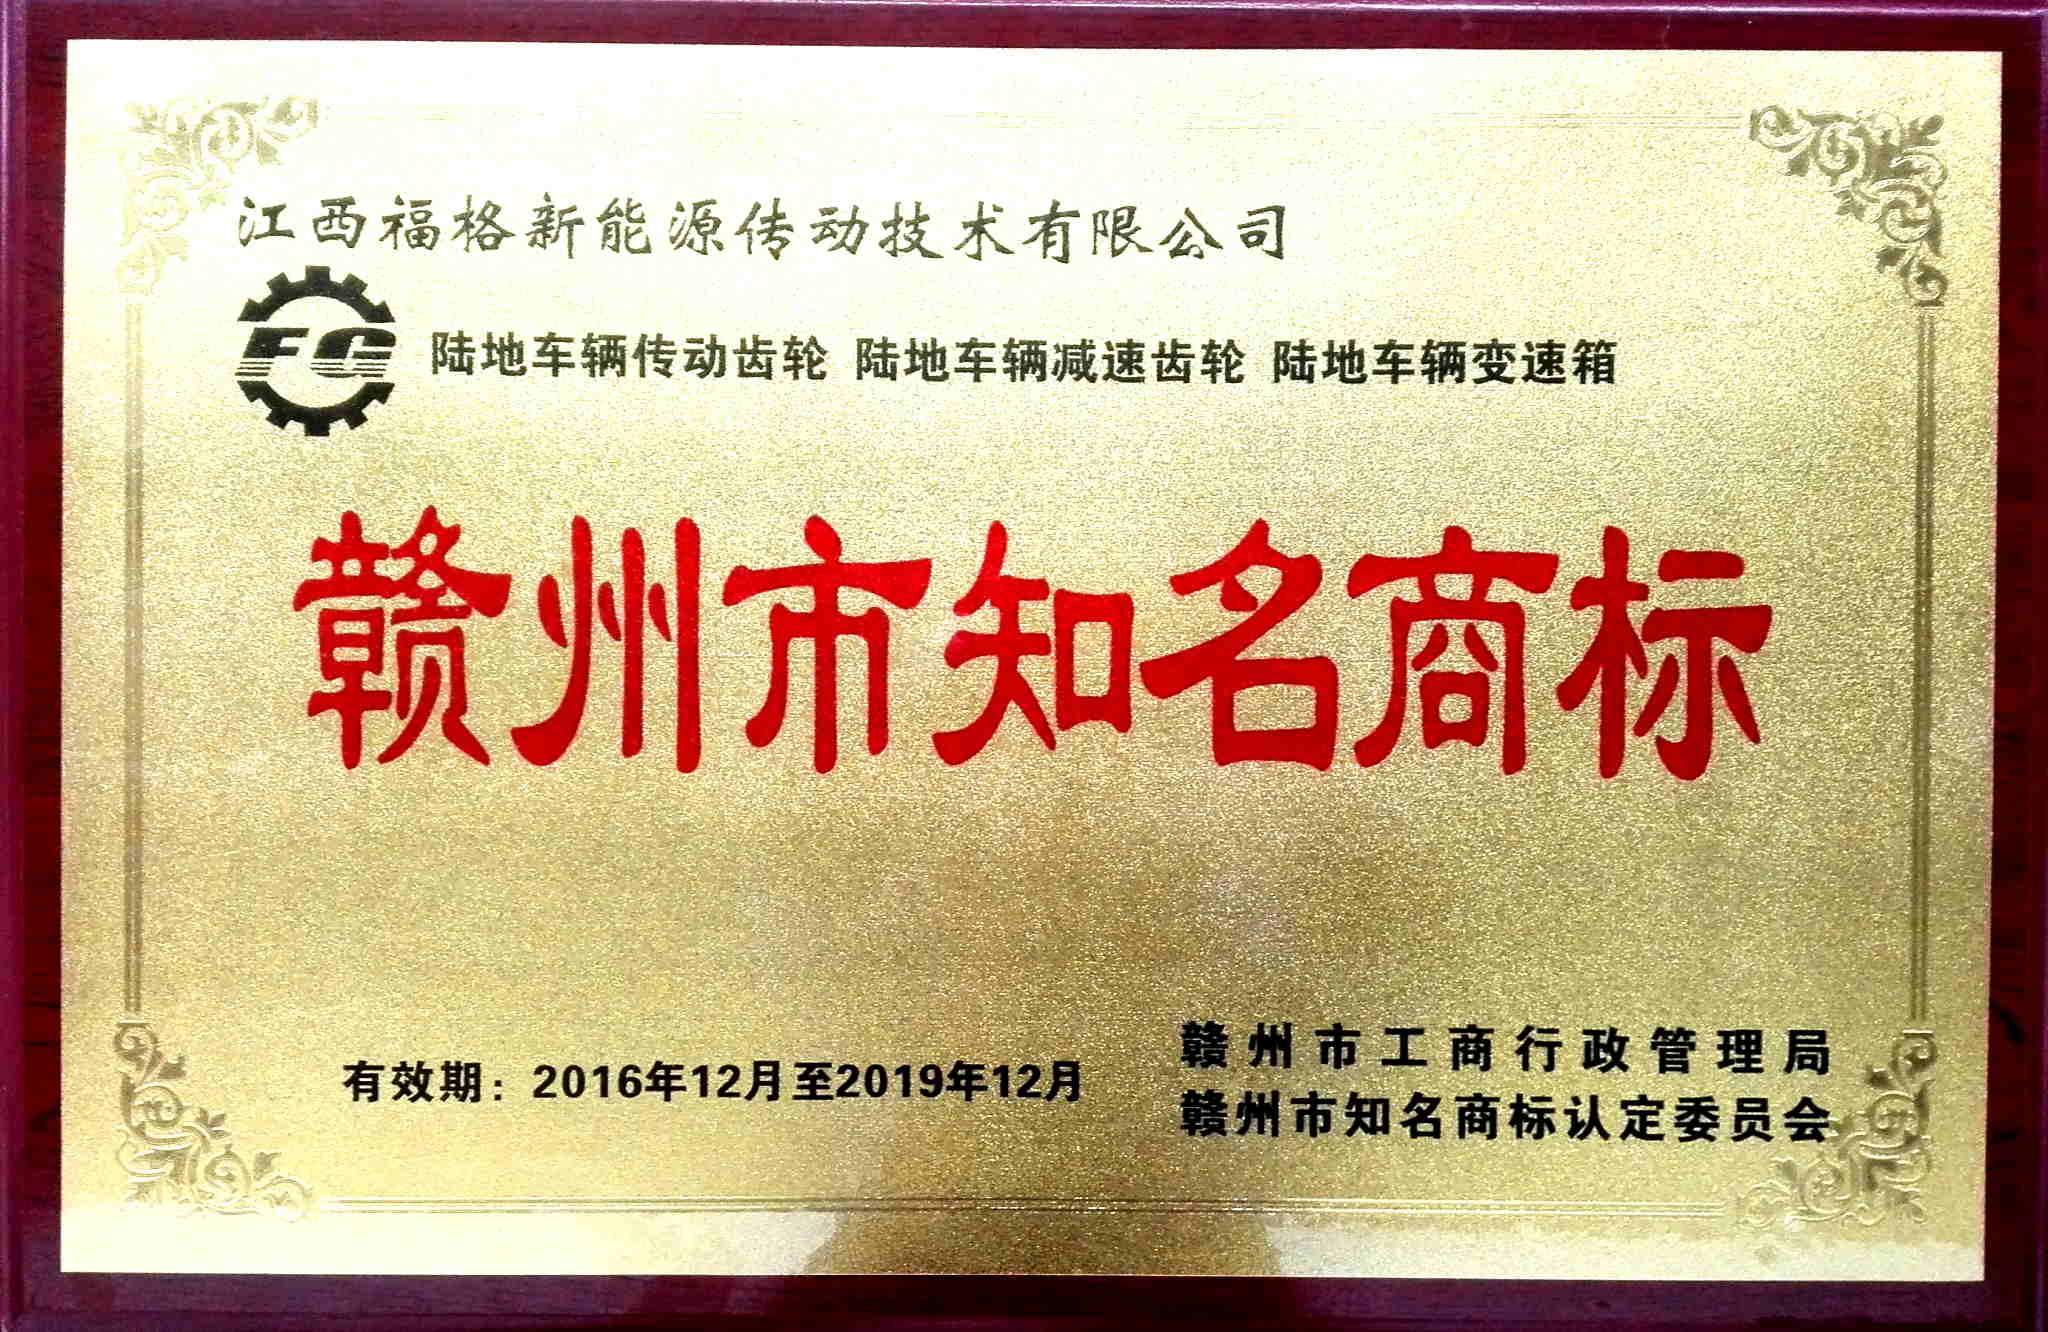 江西福格新能源传动技术有限公司
FG 陆地车辆传动齿轮 陆地车辆减速齿轮 陆地车辆变速箱
赣州市知名商标
赣州市工商行政管理局
有效期：2016年12月至2019年12月
赣州市知名商标认定委员会